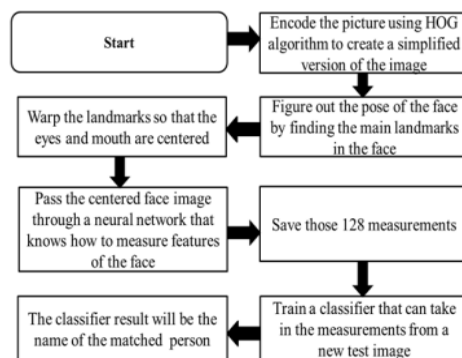 Start
Encode the picture using HOG
algorithm to create a simplified
version of the image
Figure out the pose of the face
by finding the main landmarks
in the face
Warp the landmarks so that the
eyes and mouth are centered
Pass the centered face image
through a neural network that
knows how to measure features
of the face
Save those 128 measurements
Train a classifier that can take
in the measurements from a
new test image
The classifier result will be the
name of the matched person